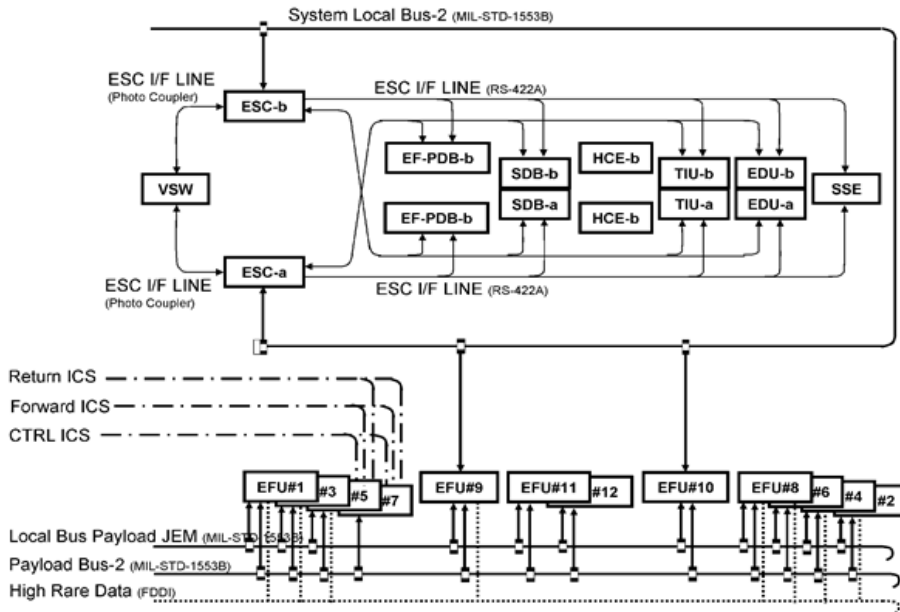 System Local Bus-2 (MIL-STD-1553B)
ESC I/F LINE
(Photo Coupler)
ESC I/F LINE (RS-422A)
ESC-b
EF-PDB-b
HCE-b
SDB-b
TIU-b
EDU-b
VSW
SSE
SDB-a
TIU-a
EDU-a
EF-PDB-b
HCE-b
ESC-a
ESC I/F LINE
(Photo Coupler)
ESC I/F LINE (RS-422A)
Return ICS
Forward ICS
CTRL ICS
EFU#1
#3
#5
#7
EFU#9
EFU#11
#12
EFU#10
EFU#8
#6
#4
#2
Local Bus Payload JEM (MIL-STD-1553B)
Payload Bus-2 (MIL-STD-1553B)
High Rare Data (FDDI)